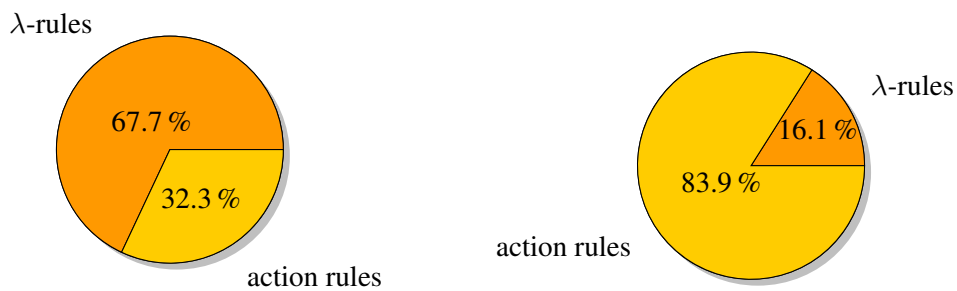 λ-rules
67.7 %
32.3 %
action rules
λ-rules
16.1 %
83.9 %
action rules